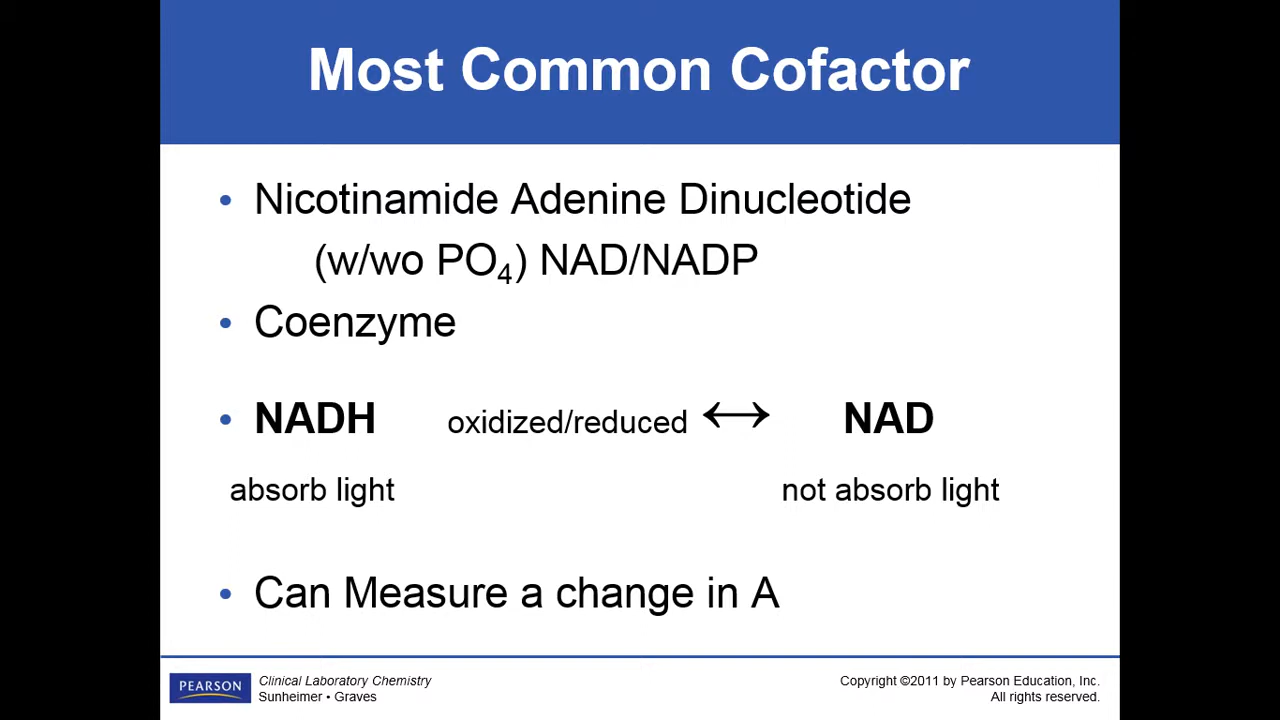 Most Common Cofactor
• Nicotinamide Adenine Dinucleotide
(w/wo PO₄) NAD/NADP
• Coenzyme
• NADH oxidized/reduced ↔ NAD
absorb light not absorb light
• Can Measure a change in A
PEARSON
Clinical Laboratory Chemistry
Sunheimer • Graves
Copyright ©2011 by Pearson Education, Inc.
All rights reserved.